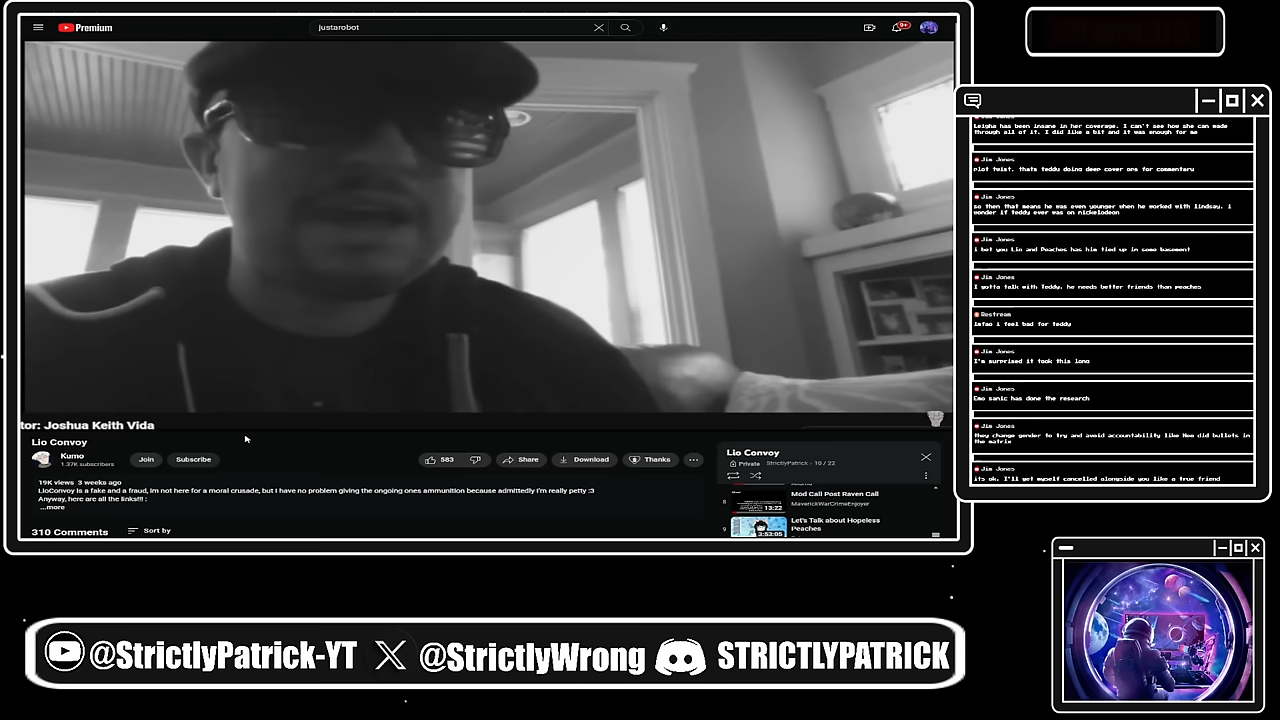 Premium
justarobot
9+
tor: Joshua Keith Vida
Lio Convoy
Kumo
1.37K subscribers
Join
Subscribe
583
Share
Download
Thanks
19K views 3 weeks ago
LioConvoy is a fake and a fraud, im not here for a moral crusade, but I have no problem giving the ongoing ones ammunition because admittedly I'm really petty :3
Anyway, here are all the links!!! :
...more
310 Comments
Sort by
Lio Convoy
Private
StrictlyPatrick - 10 / 22
8
13:22
Mod Call Post Raven Call
MaverickWarCrimeEnjoyer
9
3:53:05
Let's Talk about Hopeless
Peaches
Leigha has been insane in her coverage. I can't see how she can wade
through all of it. I did like a bit and it was enough for me
Jim Jones
plot twist, thats teddy doing deep cover ops for commentary
Jim Jones
so then that means he was even younger when he worked with lindsay. i
wonder if teddy ever was on nickelodeon
Jim Jones
i bet you Lio and Peaches has him tied up in some basement
Jim Jones
I gotta talk with Teddy, he needs better friends than peaches
Restream
lmfao i feel bad for teddy
Jim Jones
I'm surprised it took this long
Jim Jones
Emo sanic has done the research
Jim Jones
they change gender to try and avoid accountability like Neo did bullets in
the matrix
Jim Jones
its ok, I'll get myself cancelled alongside you like a true friend
@StrictlyPatrick-YT
@StrictlyWrong
STRICTLYPATRICK